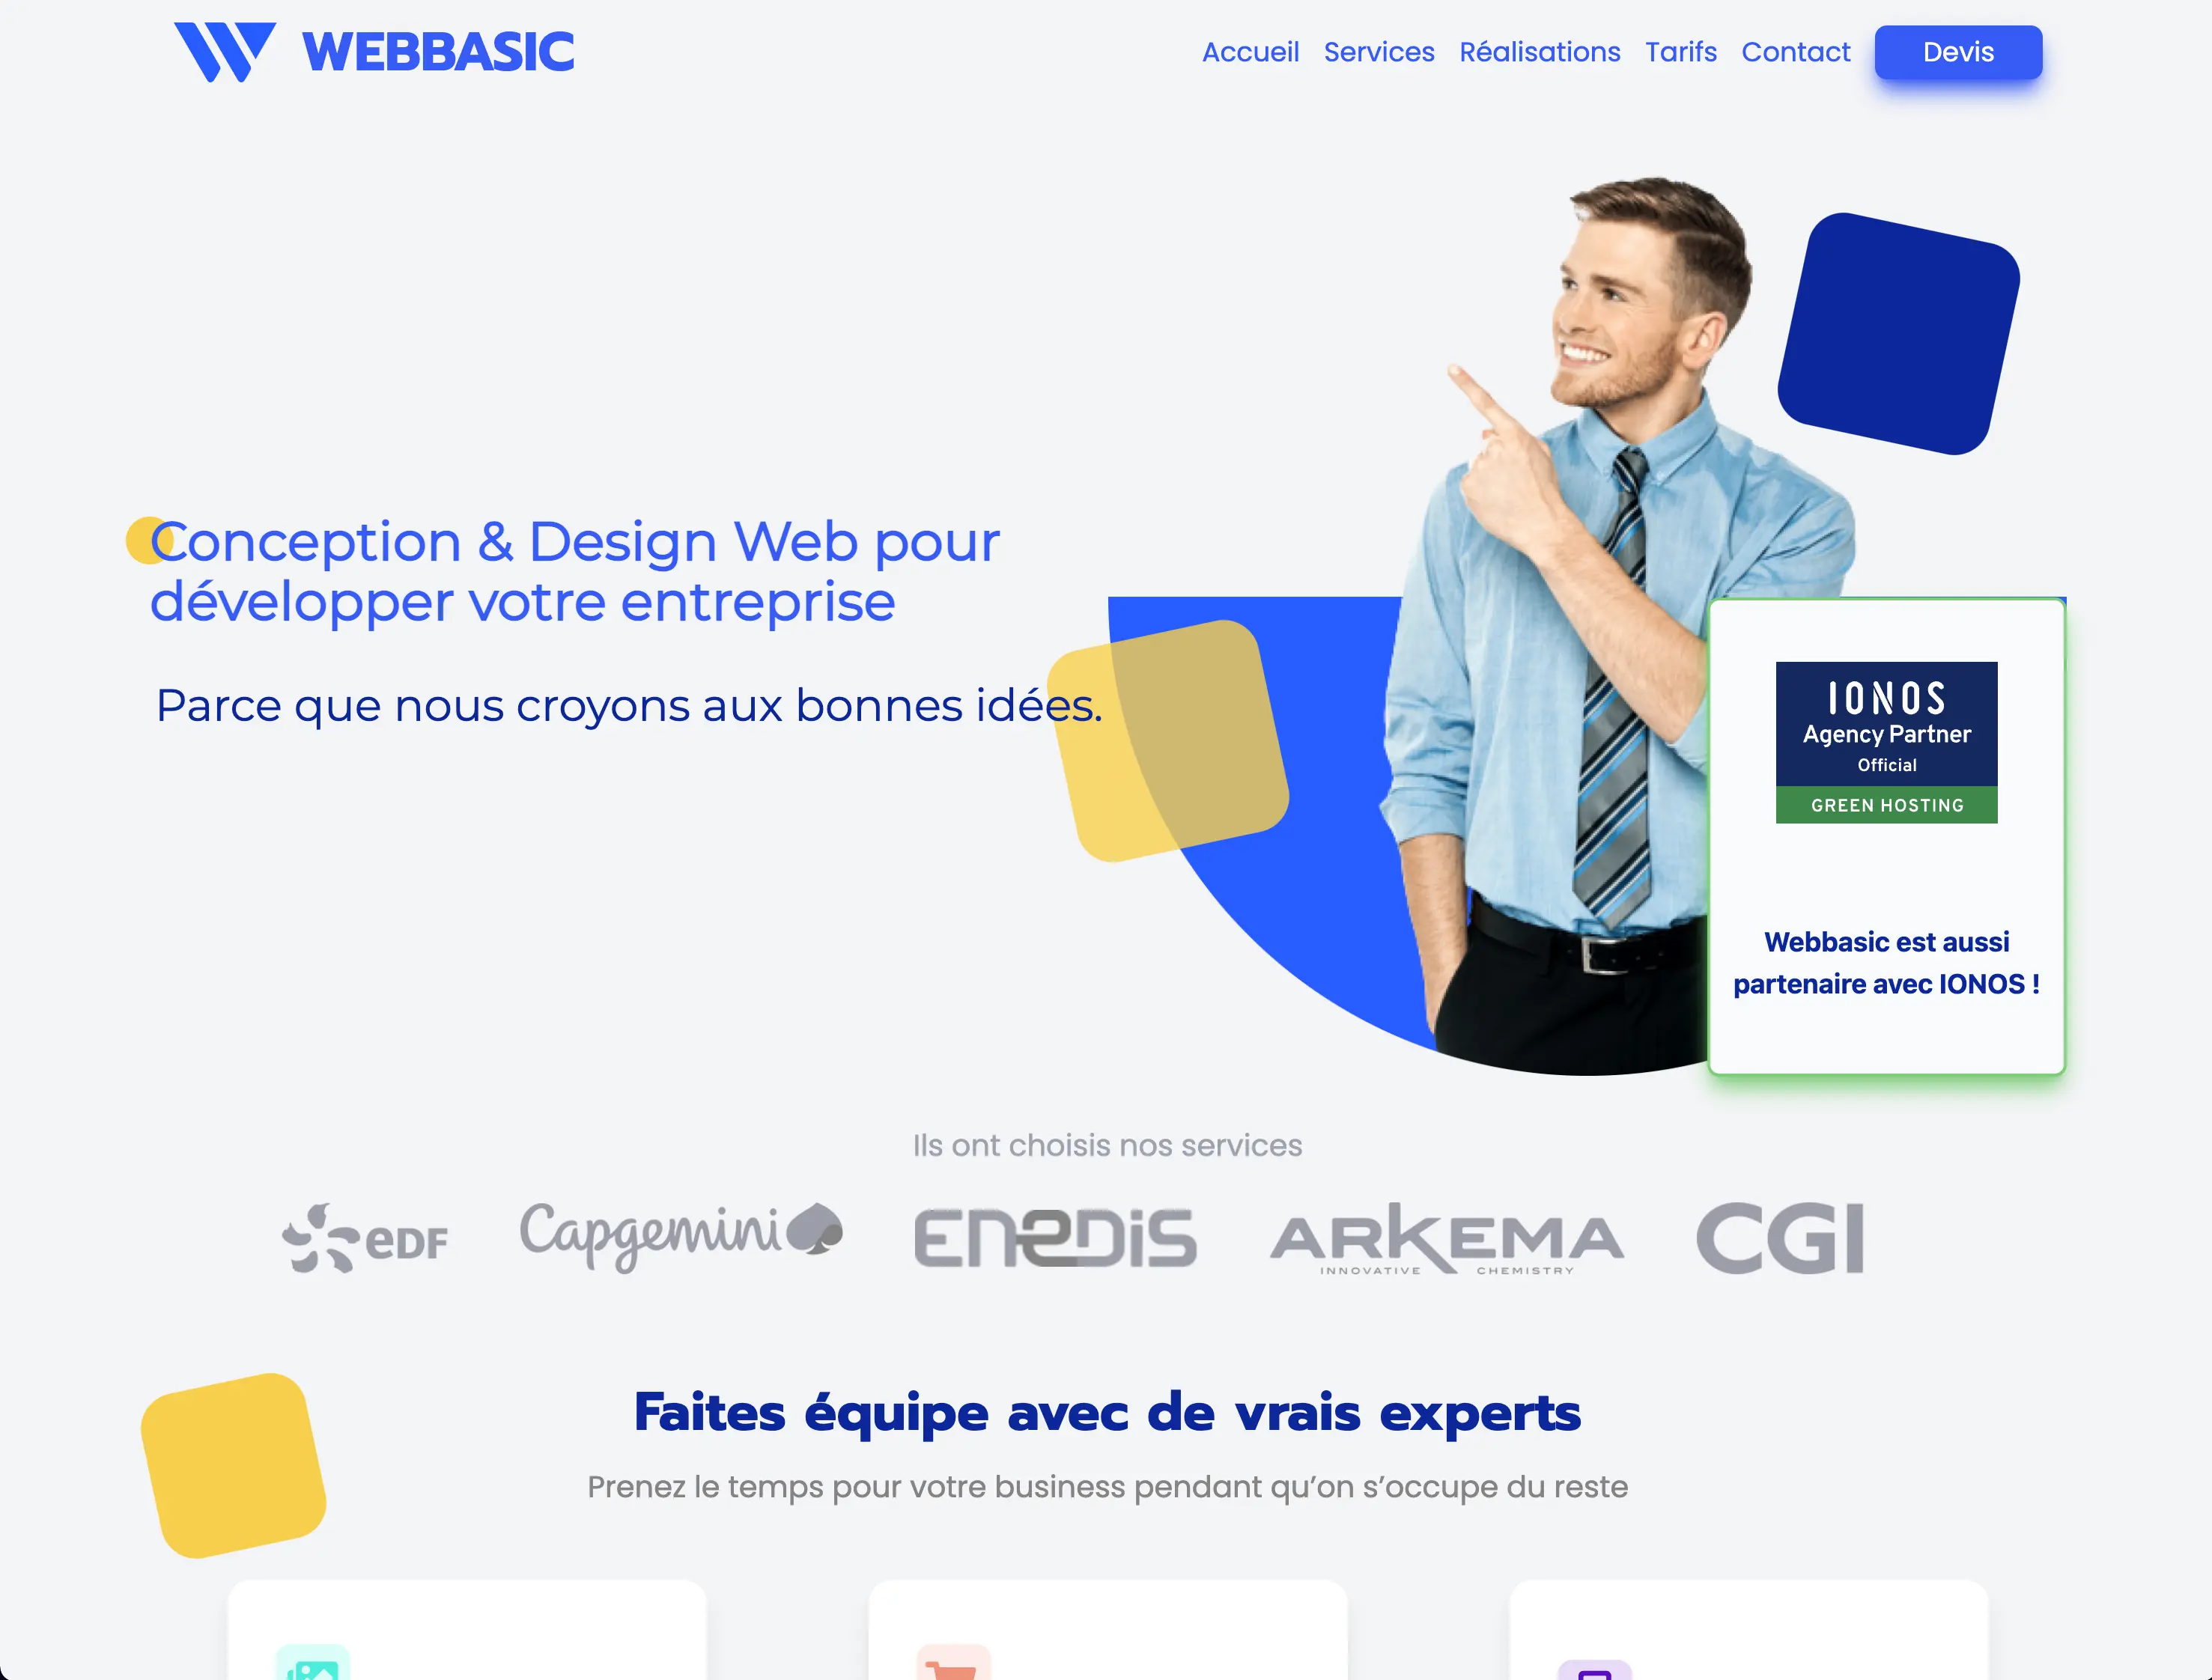 WEBBASIC
Accueil Services Réalisations Tarifs Contact Devis
Conception & Design Web pour
développer votre entreprise
Parce que nous croyons aux bonnes idées.
IONOS
Agency Partner
Official
GREEN HOSTING
Webbasic est aussi
partenaire avec IONOS !
Ils ont choisis nos services
eDF
Capgemini
ENEDIS
ARKEMA
INNOVATIVE CHEMISTRY
CGI
Faites équipe avec de vrais experts
Prenez le temps pour votre business pendant qu’on s’occupe du reste